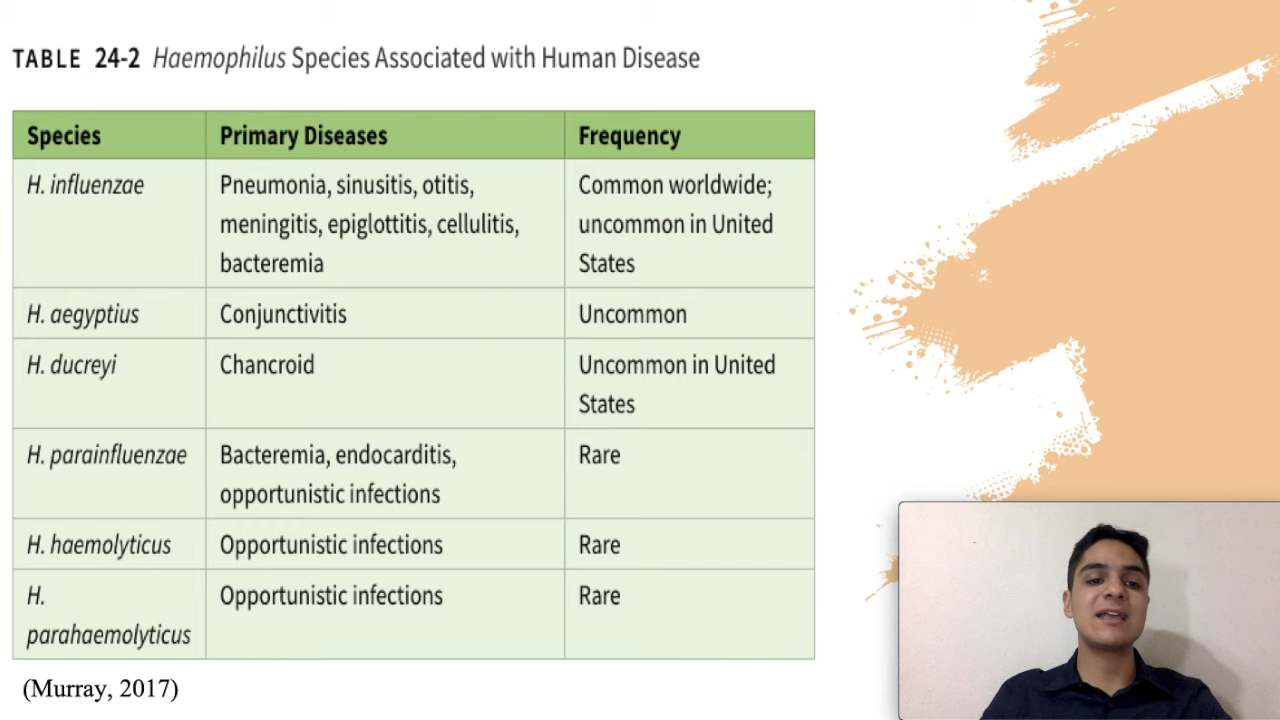 TABLE 24-2 Haemophilus Species Associated with Human Disease
Species Primary Diseases Frequency
H. influenzae Pneumonia, sinusitis, otitis, Common worldwide;
meningitis, epiglottitis, cellulitis, uncommon in United
bacteremia States
H. aegyptius Conjunctivitis Uncommon
H. ducreyi Chancroid Uncommon in United
States
H. parainfluenzae Bacteremia, endocarditis, Rare
opportunistic infections
H. haemolyticus Opportunistic infections Rare
H. Opportunistic infections Rare
parahaemolyticus
(Murray, 2017)